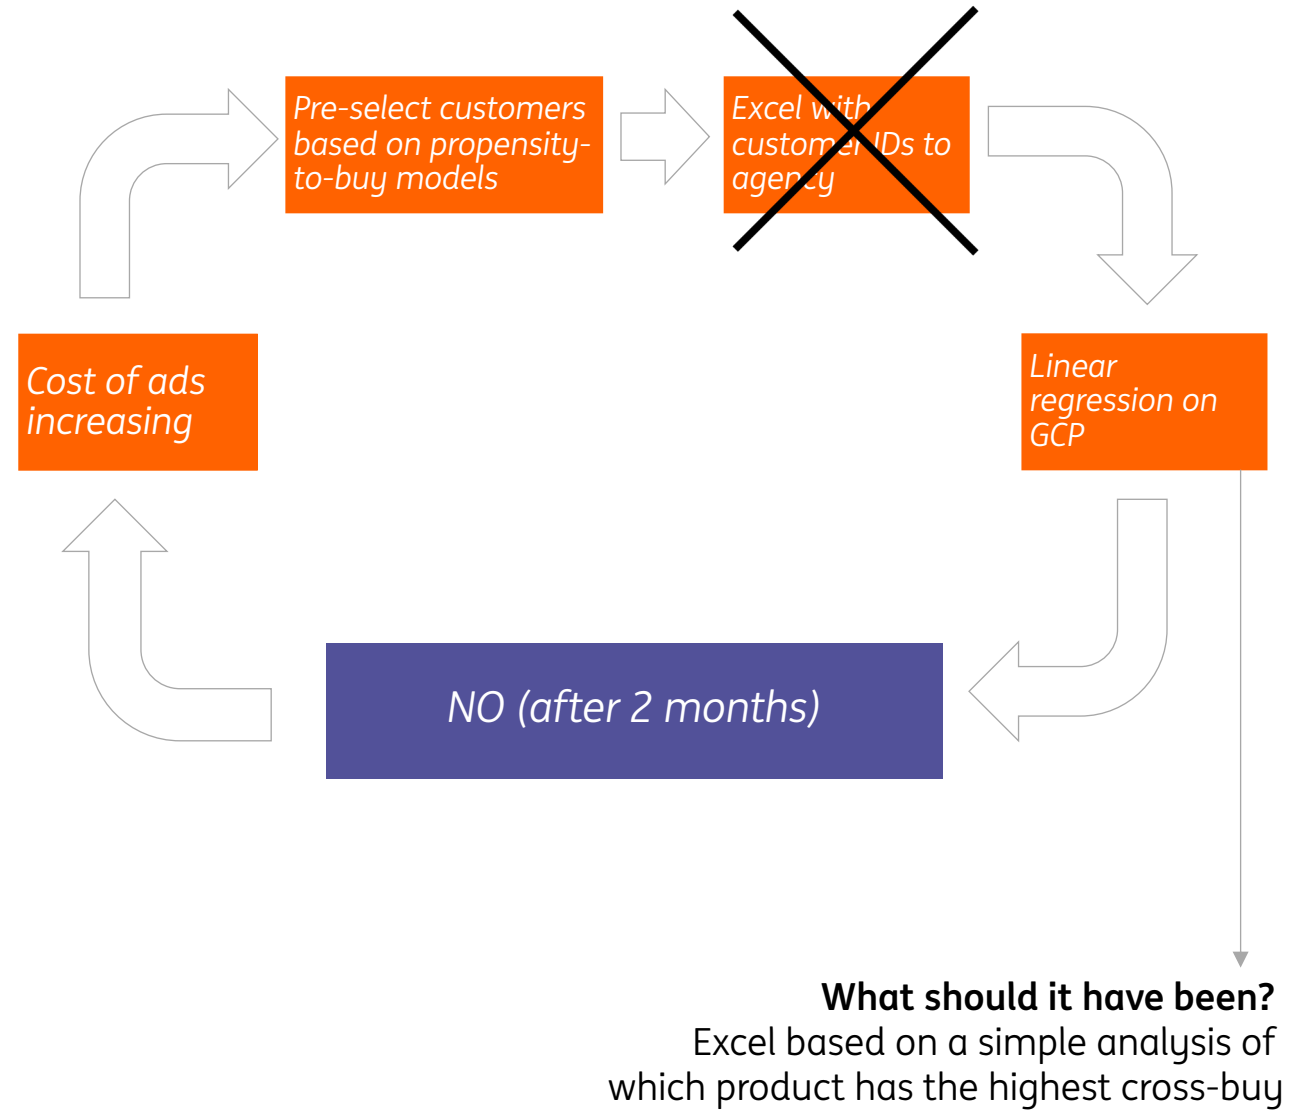 Pre-select customers
based on propensity-
to-buy models
Excel with
customer IDs to
agency
Cost of ads
increasing
Linear
regression on
GCP
NO (after 2 months)
What should it have been?
Excel based on a simple analysis of
which product has the highest cross-buy